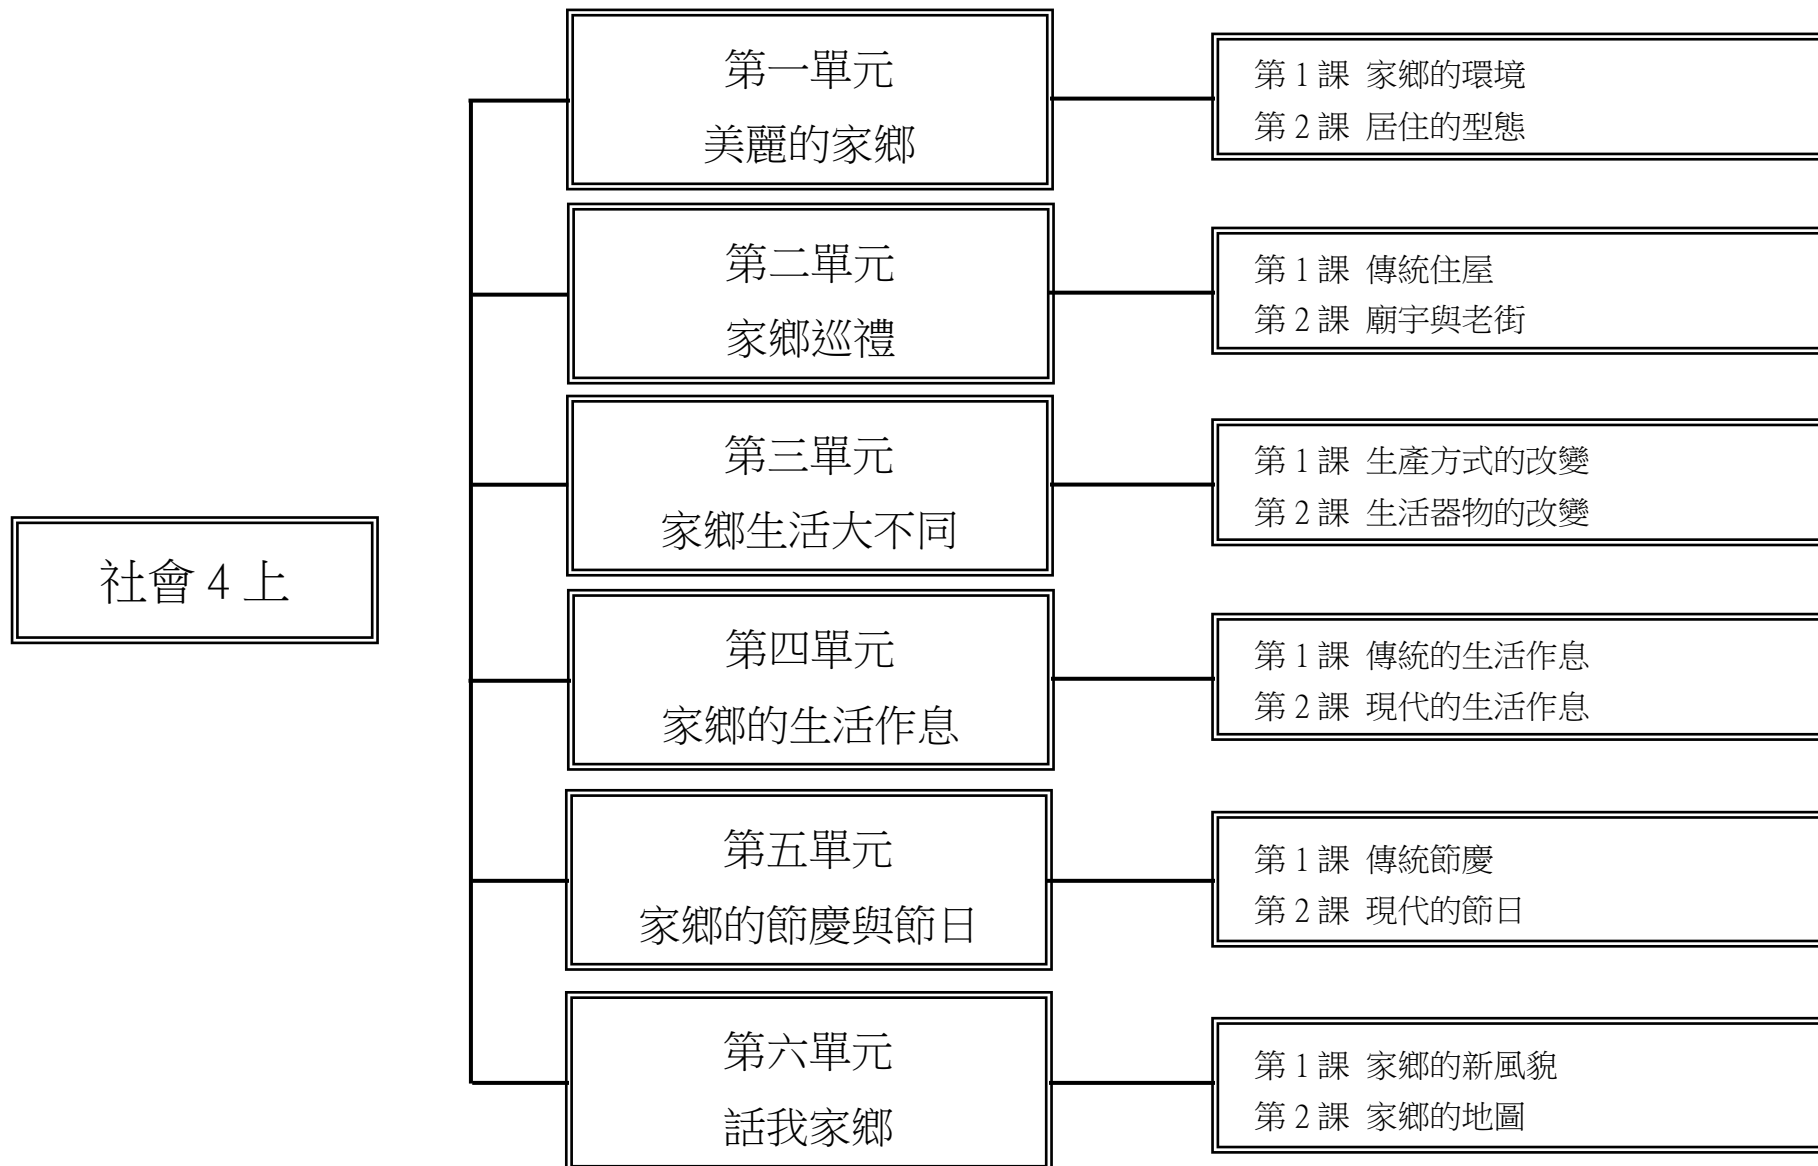 社會 4 上
第一單元
美麗的家鄉
第 1 課 家鄉的環境
第 2 課 居住的型態
第二單元
家鄉巡禮
第 1 課 傳統住屋
第 2 課 廟宇與老街
第三單元
家鄉生活大不同
第 1 課 生產方式的改變
第 2 課 生活器物的改變
第四單元
家鄉的生活作息
第 1 課 傳統的生活作息
第 2 課 現代的生活作息
第五單元
家鄉的節慶與節日
第 1 課 傳統節慶
第 2 課 現代的節日
第六單元
話我家鄉
第 1 課 家鄉的新風貌
第 2 課 家鄉的地圖